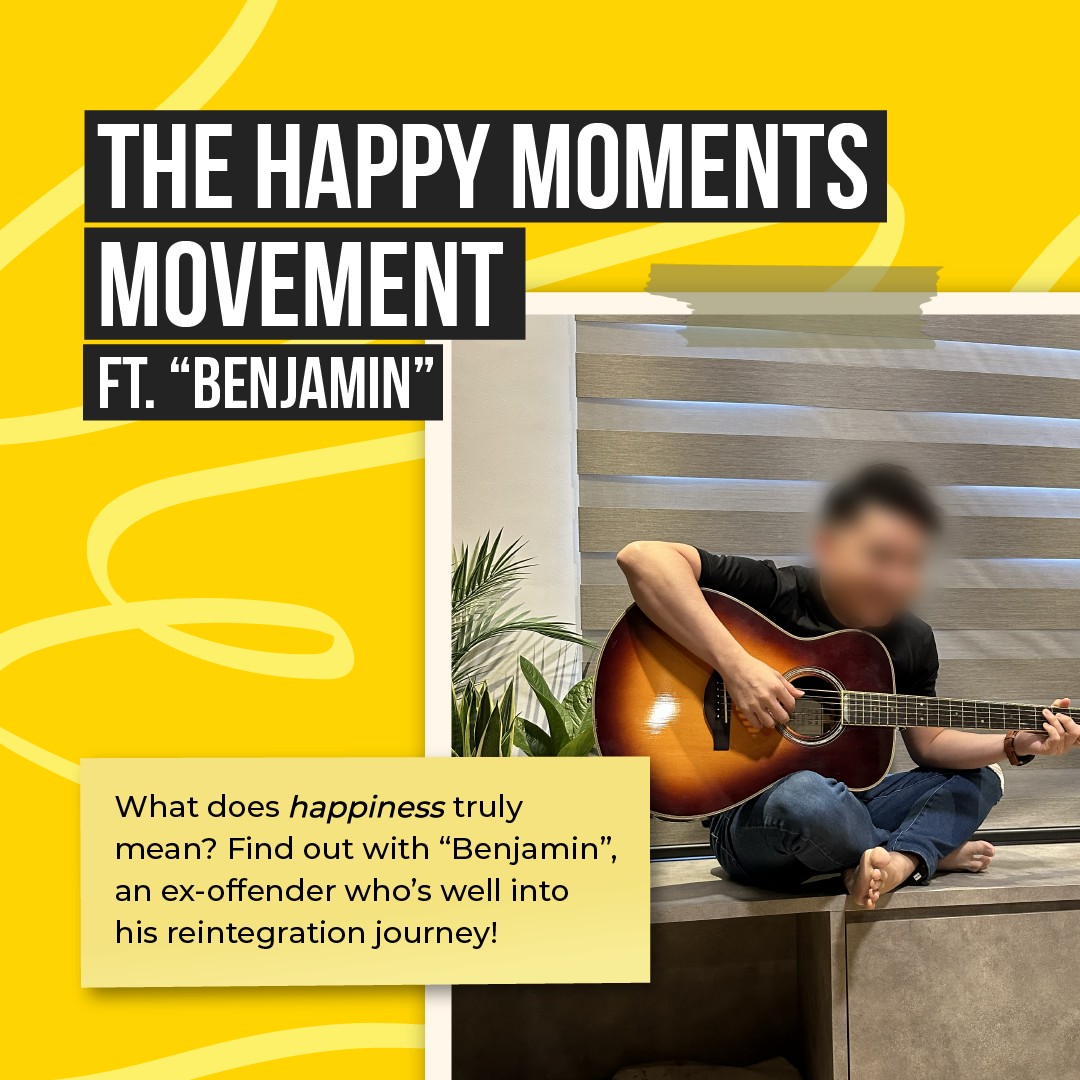 THE HAPPY MOMENTS
MOVEMENT
FT. “BENJAMIN”
What does happiness truly
mean? Find out with “Benjamin”,
an ex-offender who’s well into
his reintegration journey!